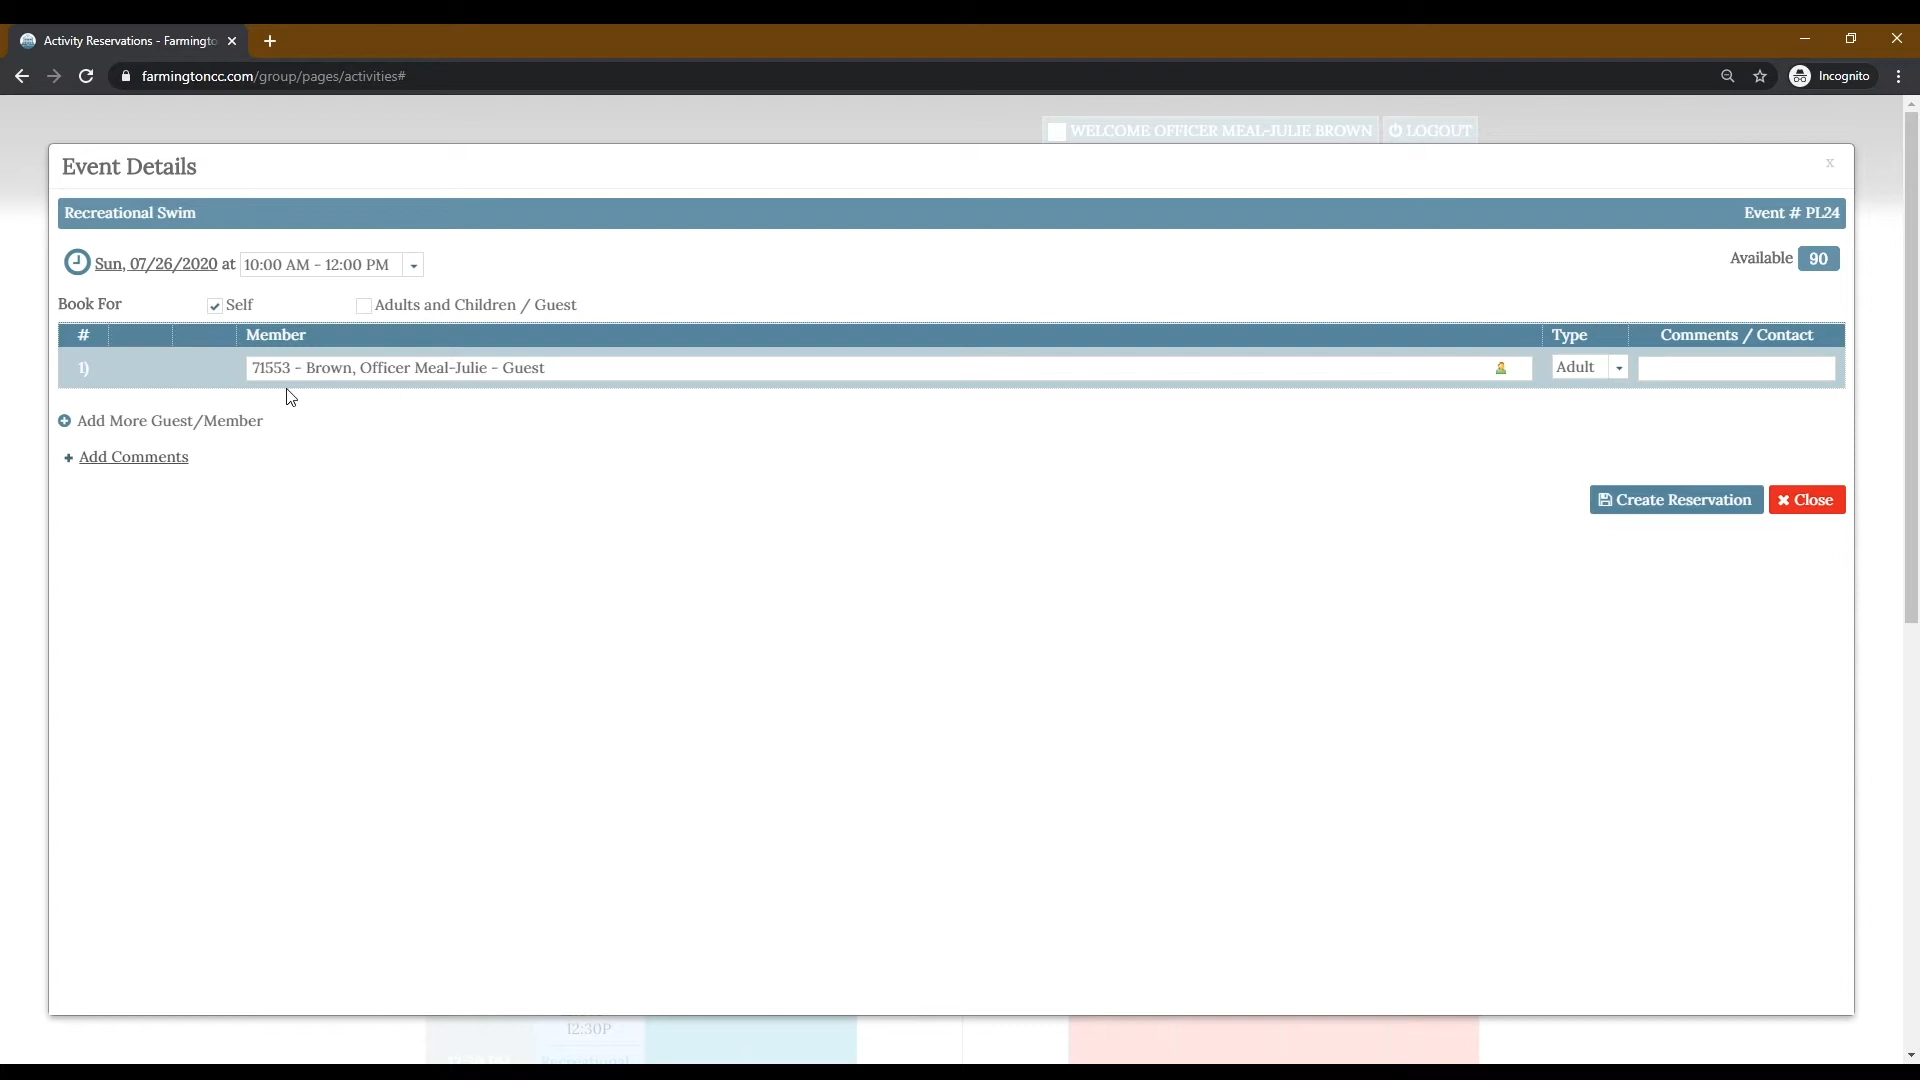 Activity Reservations - Farmingto
farmingtoncc.com/group/pages/activities#
Incognito
WELCOME OFFICER MEAL-JULIE BROWN
LOGOUT
Event Details
x
Recreational Swim
Event # PL24
Sun, 07/26/2020 at 10:00 AM - 12:00 PM
Available 90
Book For Self Adults and Children / Guest
# Member Type Comments / Contact
1) 71553 - Brown, Officer Meal-Julie - Guest Adult
Add More Guest/Member
+ Add Comments
Create Reservation
Close
12:30P
Recreational